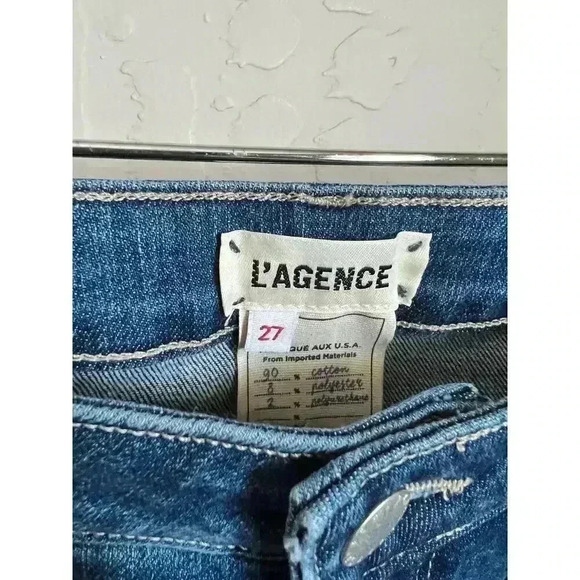 L'AGENCE
27
QUE AUX U.S.A.
From Imported Materials
90 % cotton
8 % polyester
2 % polyurethane